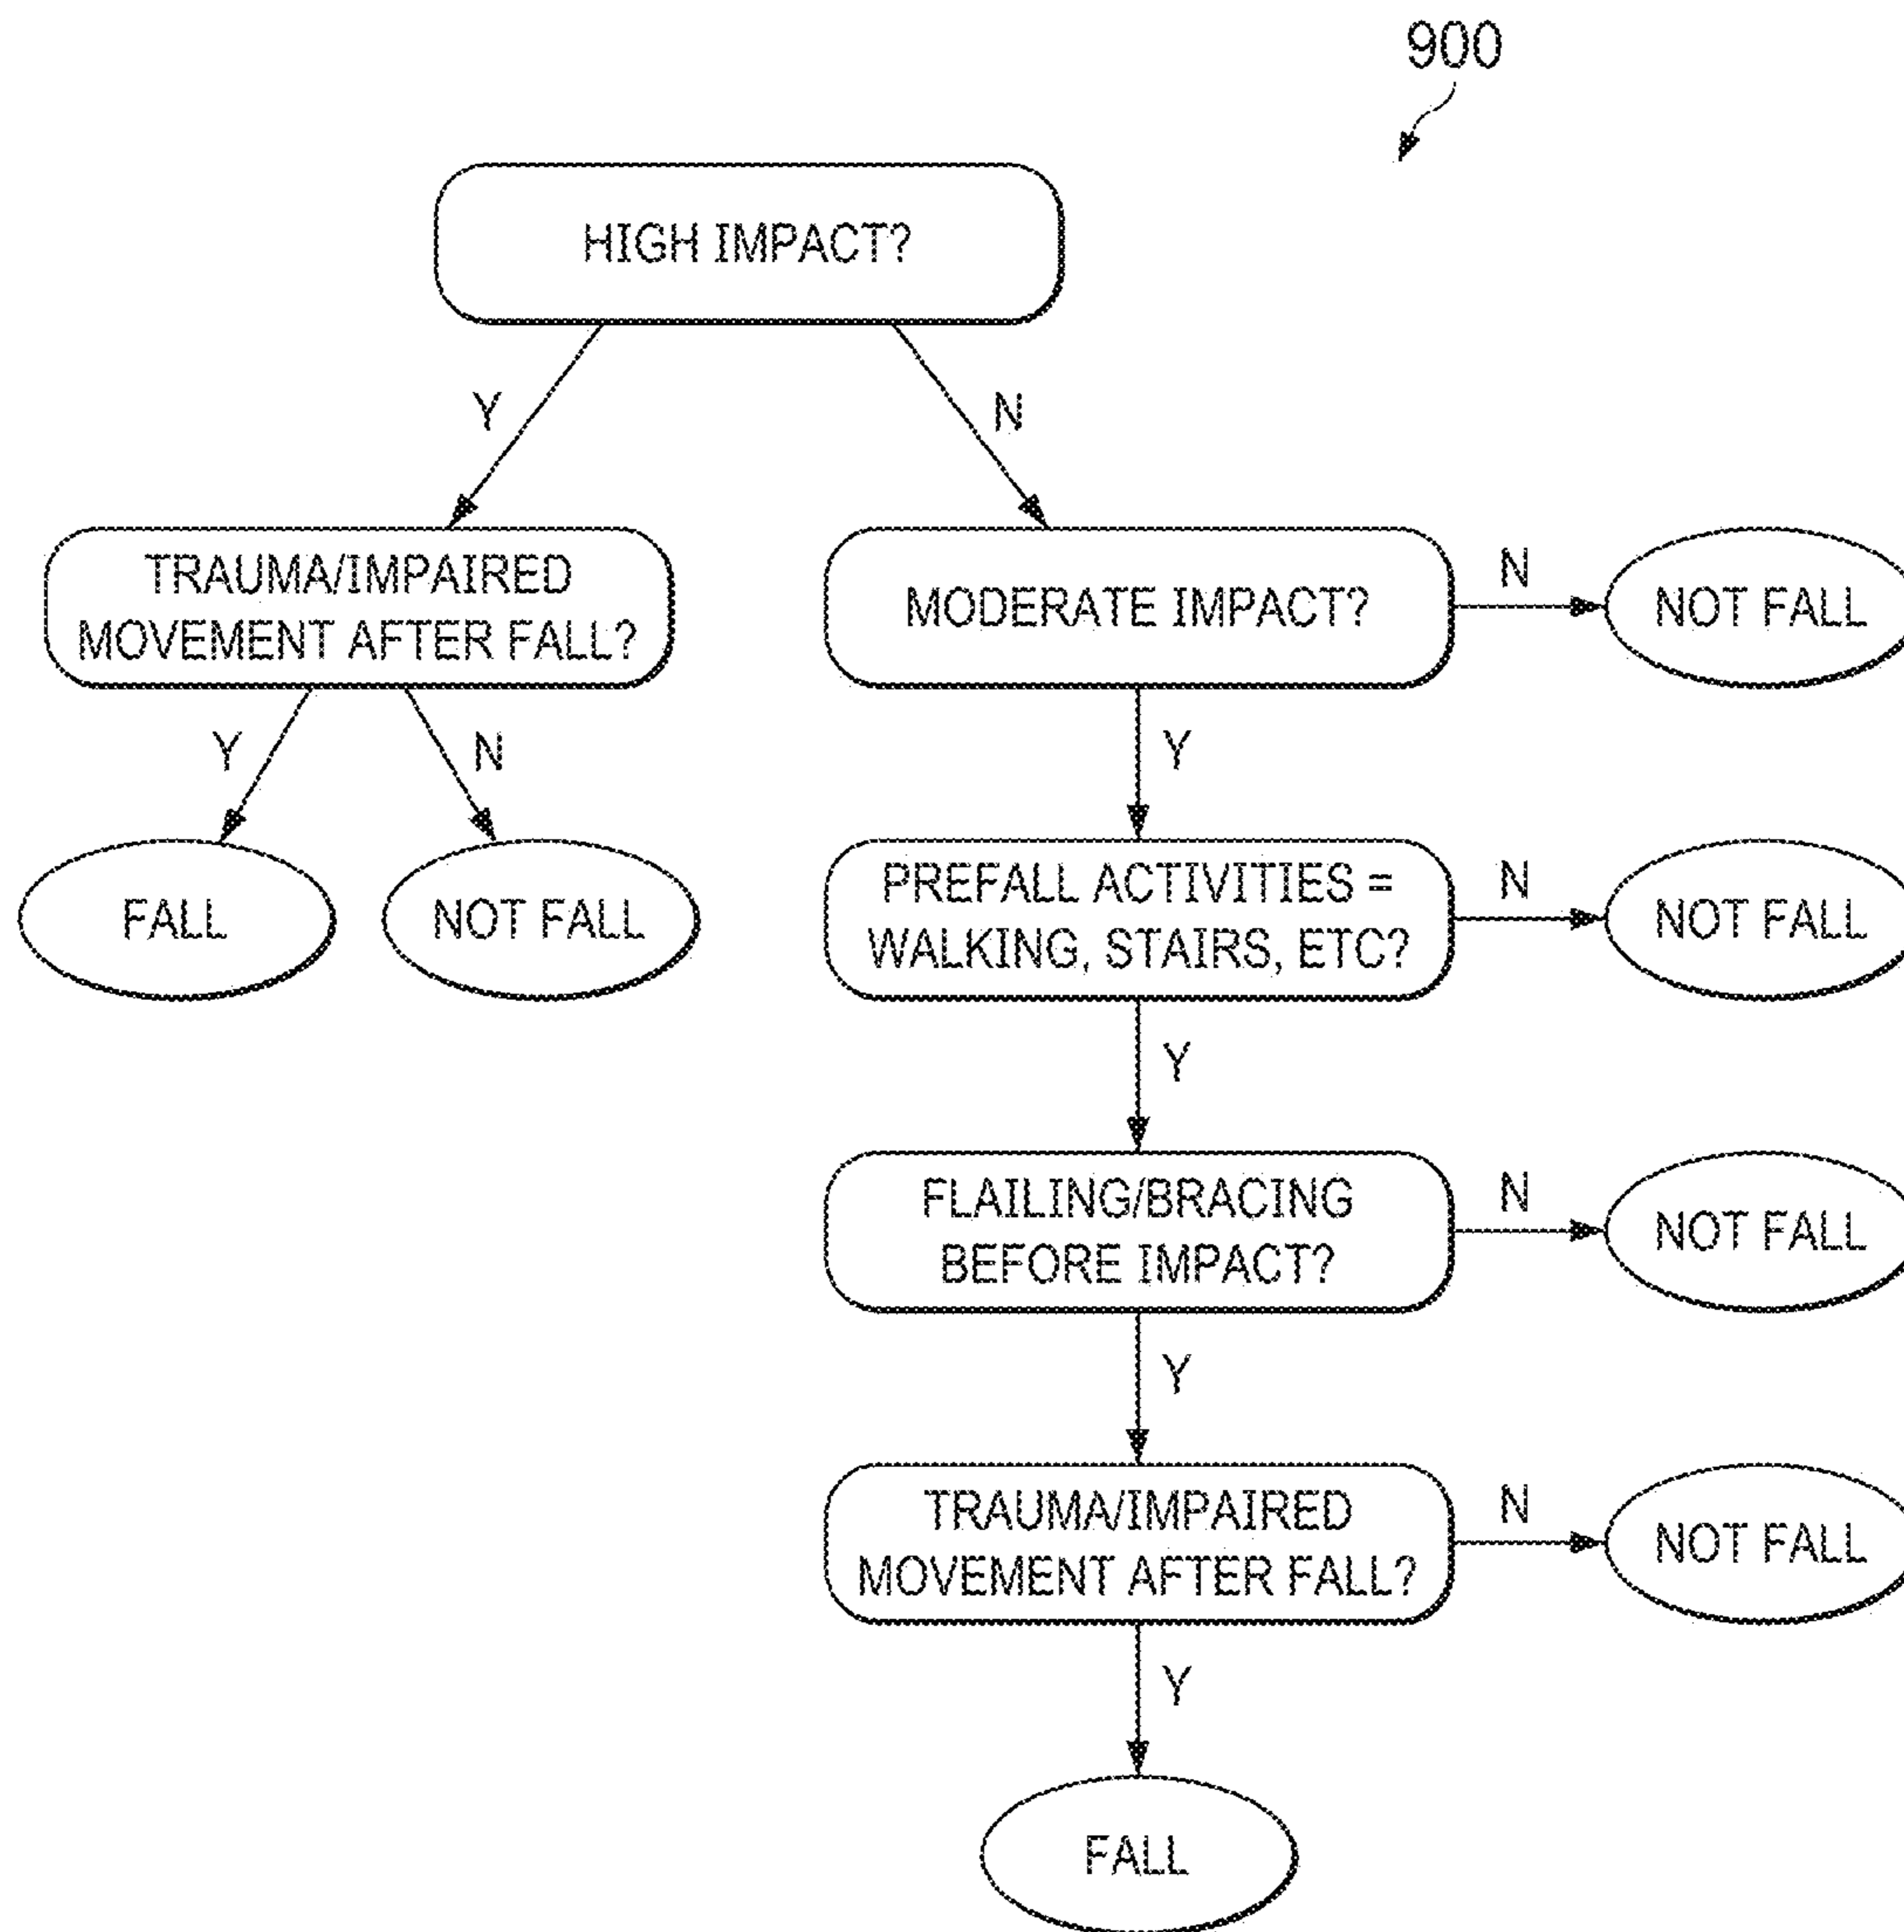 900
HIGH IMPACT?
Y
N
TRAUMA/IMPAIRED
MOVEMENT AFTER FALL?
MODERATE IMPACT?
N
NOT FALL
Y
N
Y
FALL
NOT FALL
PREFALL ACTIVITIES =
WALKING, STAIRS, ETC?
N
NOT FALL
Y
FLAILING/BRACING
BEFORE IMPACT?
N
NOT FALL
Y
TRAUMA/IMPAIRED
MOVEMENT AFTER FALL?
N
NOT FALL
Y
FALL